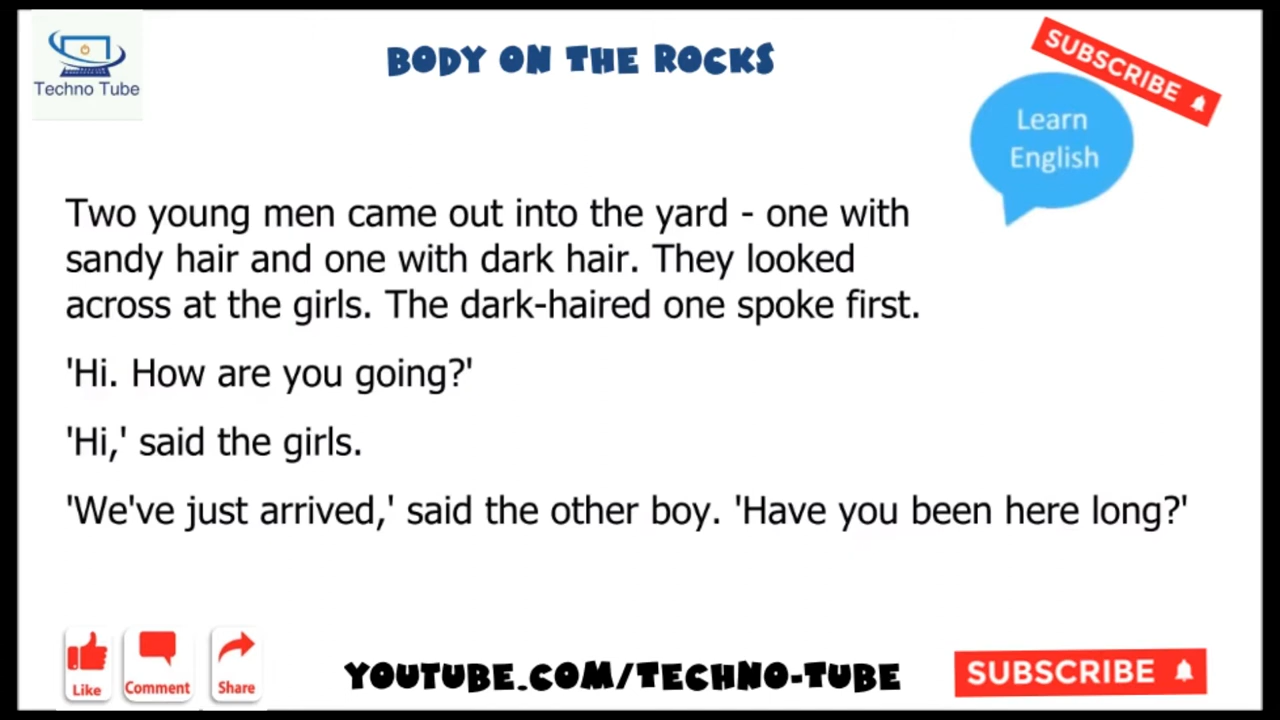 Techno Tube
BODY ON THE ROCKS
SUBSCRIBE
Learn
English
Two young men came out into the yard - one with
sandy hair and one with dark hair. They looked
across at the girls. The dark-haired one spoke first.
'Hi. How are you going?'
'Hi,' said the girls.
'We've just arrived,' said the other boy. 'Have you been here long?'
Like
Comment
Share
YOUTUBE.COM/TECHNO-TUBE
SUBSCRIBE